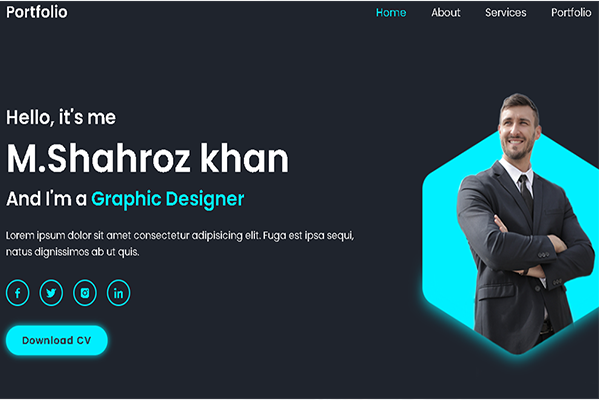 Portfolio
Home About Services Portfolio
Hello, it's me
M.Shahroz khan
And I'm a Graphic Designer
Lorem ipsum dolor sit amet consectetur adipisicing elit. Fuga est ipsa sequi,
natus dignissimos ab ut quis.
Download CV